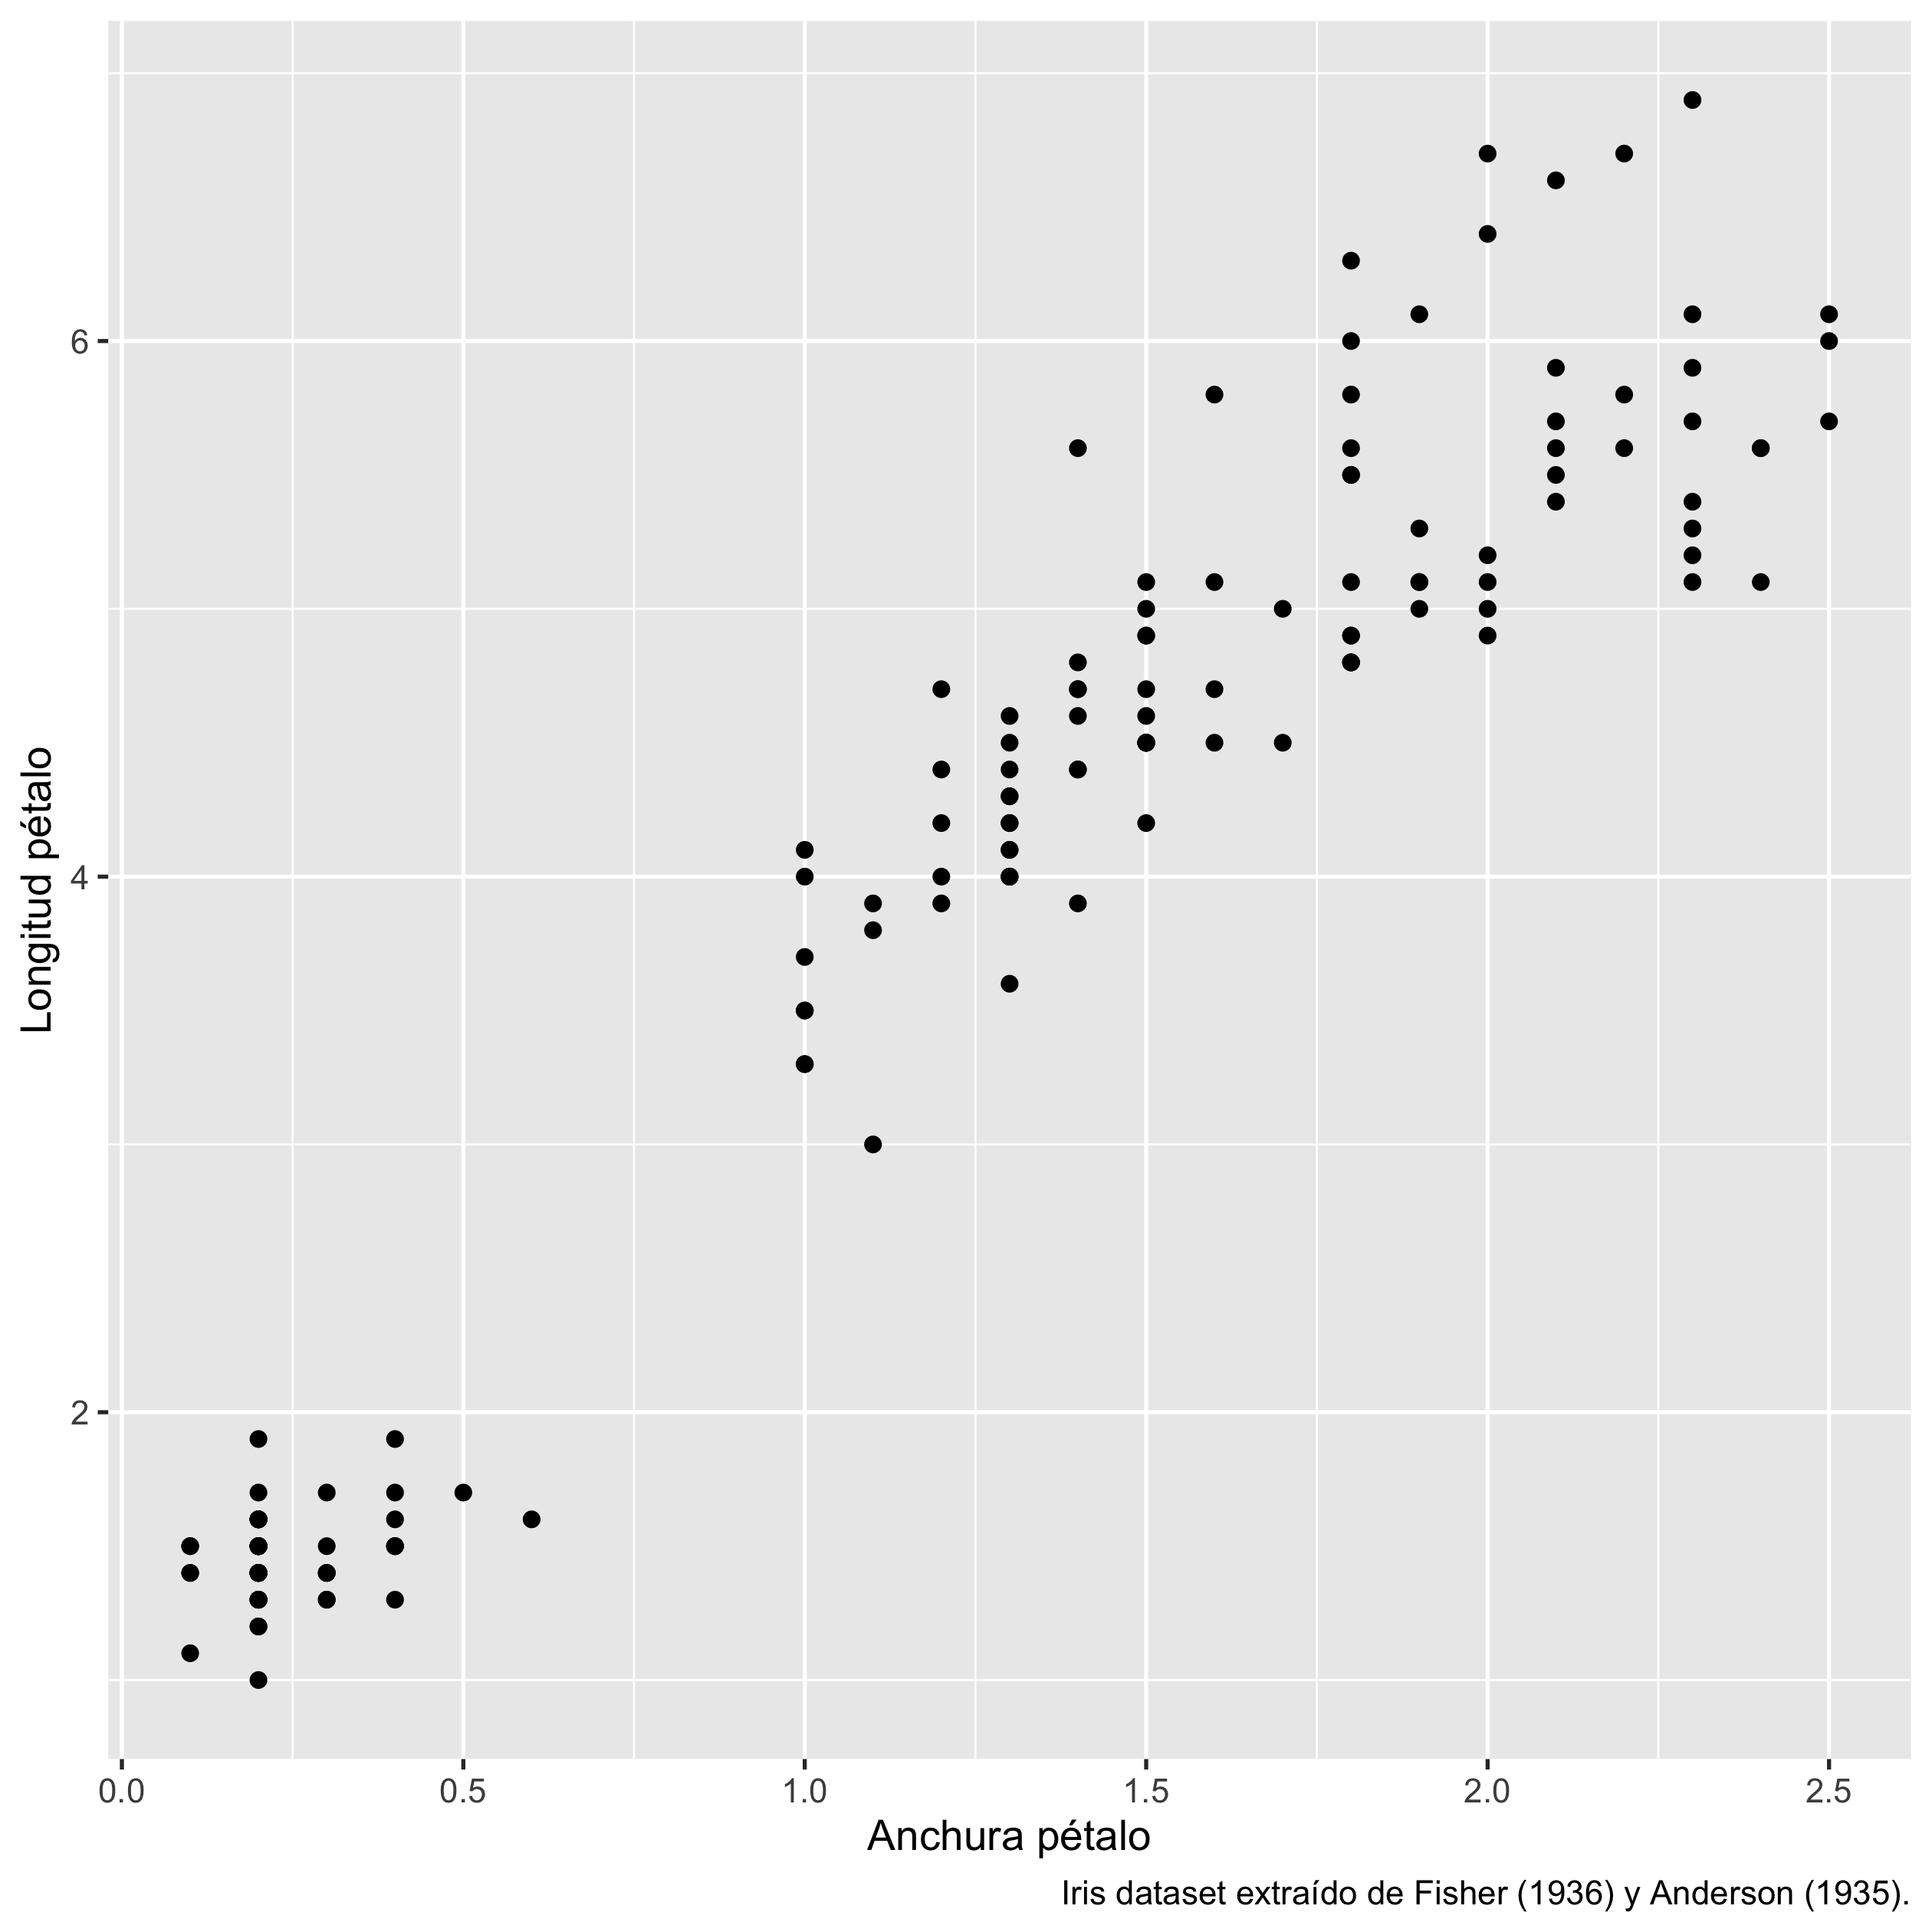 Longitud pétalo
6
4
2
0.0 0.5 1.0 1.5 2.0 2.5
Anchura pétalo
Iris dataset extraído de Fisher (1936) y Anderson (1935).